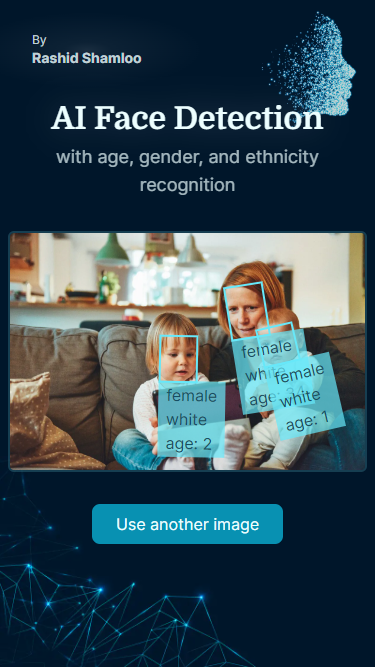 By
Rashid Shamloo
AI Face Detection
with age, gender, and ethnicity
recognition
female
white
age: 2
female
white
age:
female
white
age: 1
Use another image